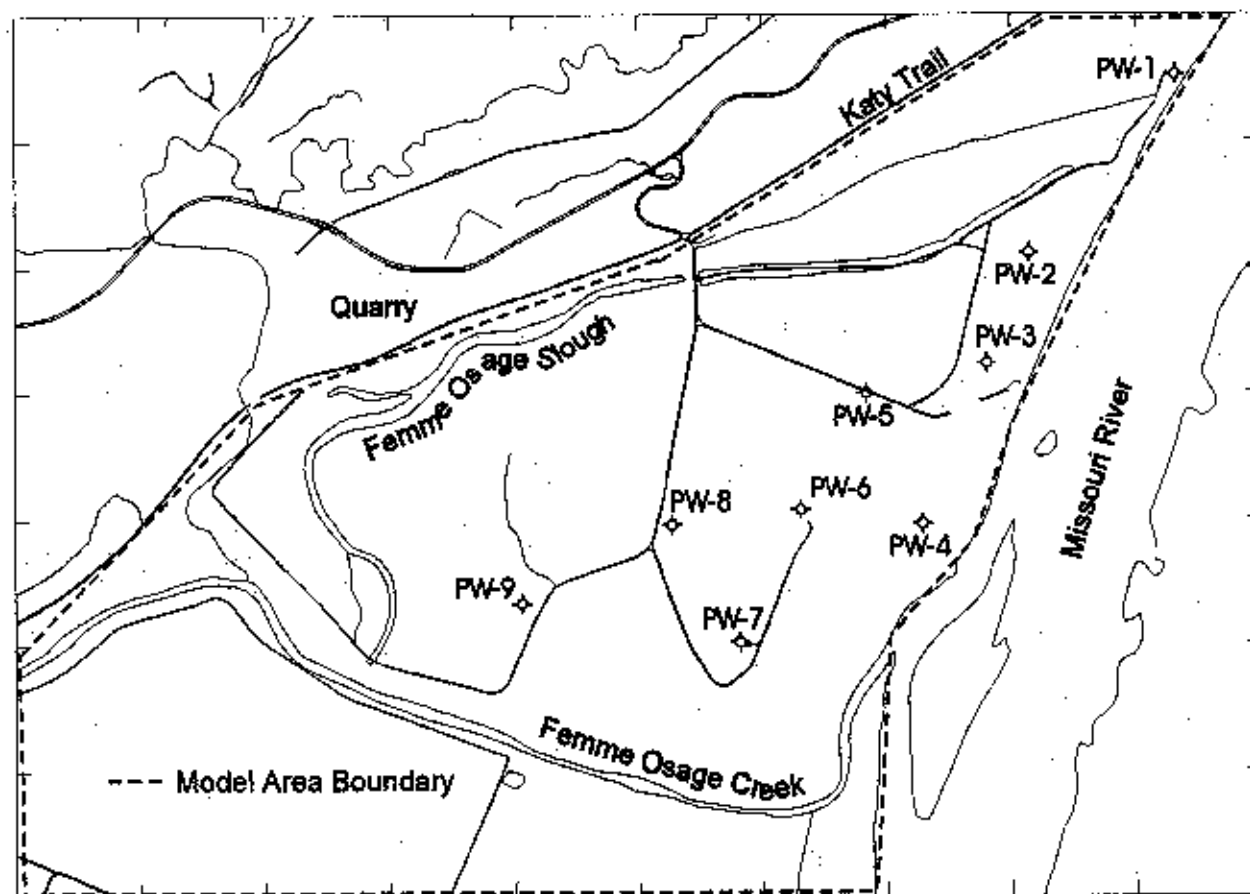 PW-1
Katy Trail
PW-2
Quarry
Femme Osage Slough
PW-3
PW-5
Missouri River
PW-8
PW-6
PW-4
PW-9
PW-7
Femme Osage Creek
Model Area Boundary